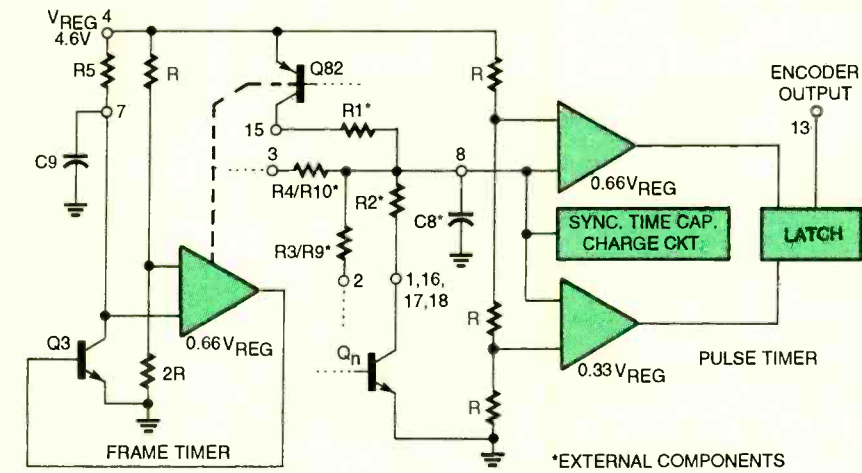 VREG 4
4.6V
R5
R
7
C9
Q82
15
R1*
3
R4/R10*
R2*
8
C8*
R3/R9*
2
1,16,
17,18
Qn
Q3
0.66VREG
2R
FRAME TIMER
R
R
R
0.66VREG
SYNC. TIME CAP.
CHARGE CKT.
0.33VREG
PULSE TIMER
ENCODER
OUTPUT
13
LATCH
*EXTERNAL COMPONENTS